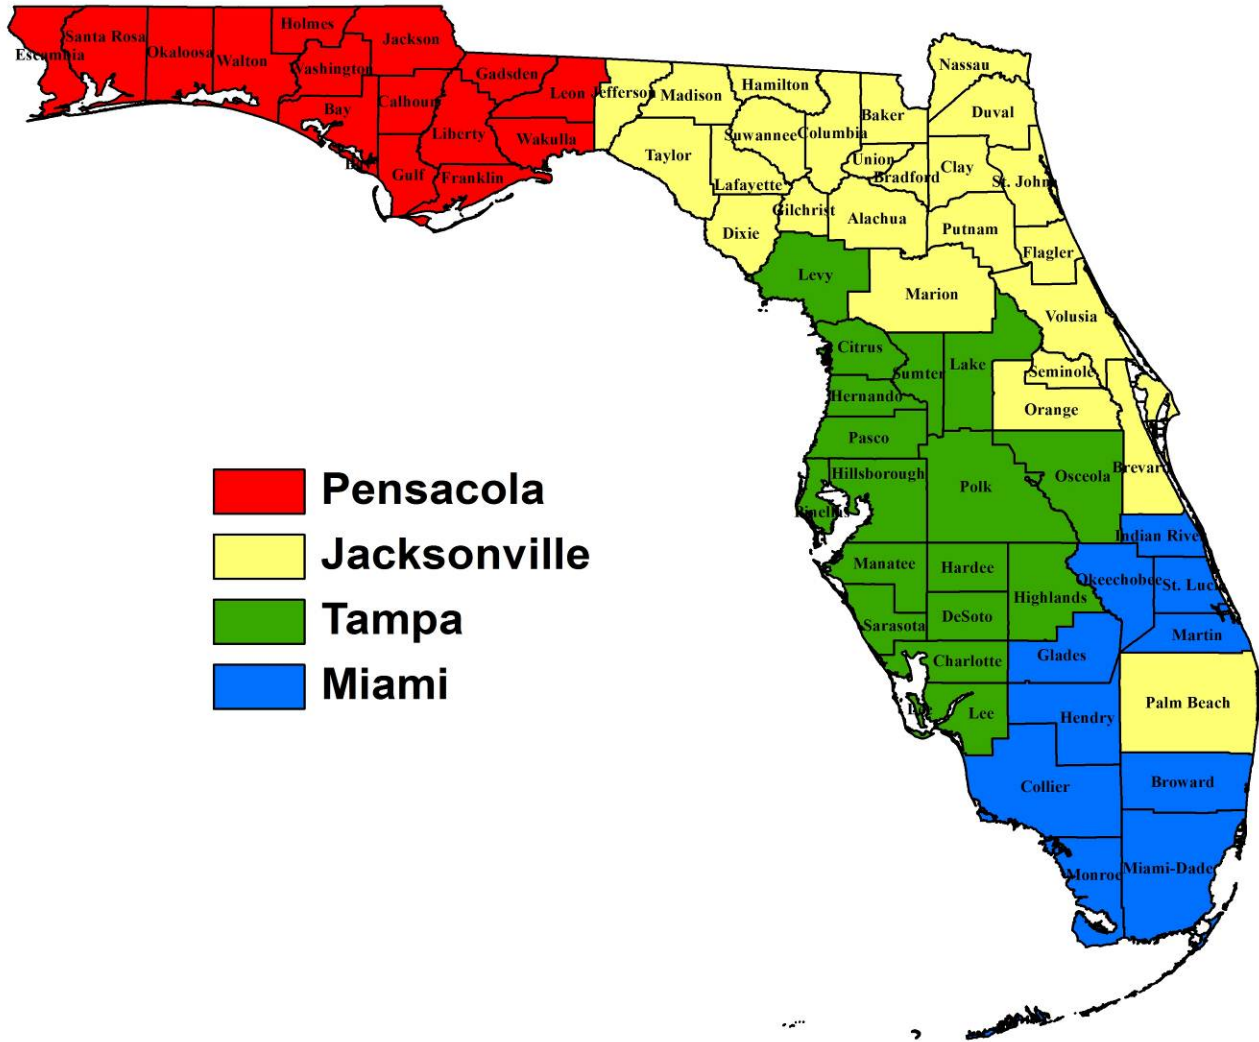 Holmes
Santa Rosa
Jackson
Escambia
Okaloosa
Walton
Washington
Gadsden
Leon
Jefferson
Madison
Hamilton
Nassau
Bay
Calhoun
Baker
Duval
Liberty
Wakulla
Suwannee
Columbia
Taylor
Union
Clay
Gulf
Franklin
Lafayette
Bradford
St. Johns
Gilchrist
Alachua
Dixie
Putnam
Flagler
Levy
Marion
Volusia
Citrus
Sumter
Lake
Seminole
Hernando
Orange
Pasco
Hillsborough
Brevard
Osceola
Polk
Pinellas
Pensacola
Jacksonville
Tampa
Miami
Indian River
Manatee
Hardee
Okeechobee
St. Lucie
Highlands
DeSoto
Sarasota
Martin
Glades
Charlotte
Palm Beach
Lee
Lee
Hendry
Collier
Broward
Monroe
Miami-Dade